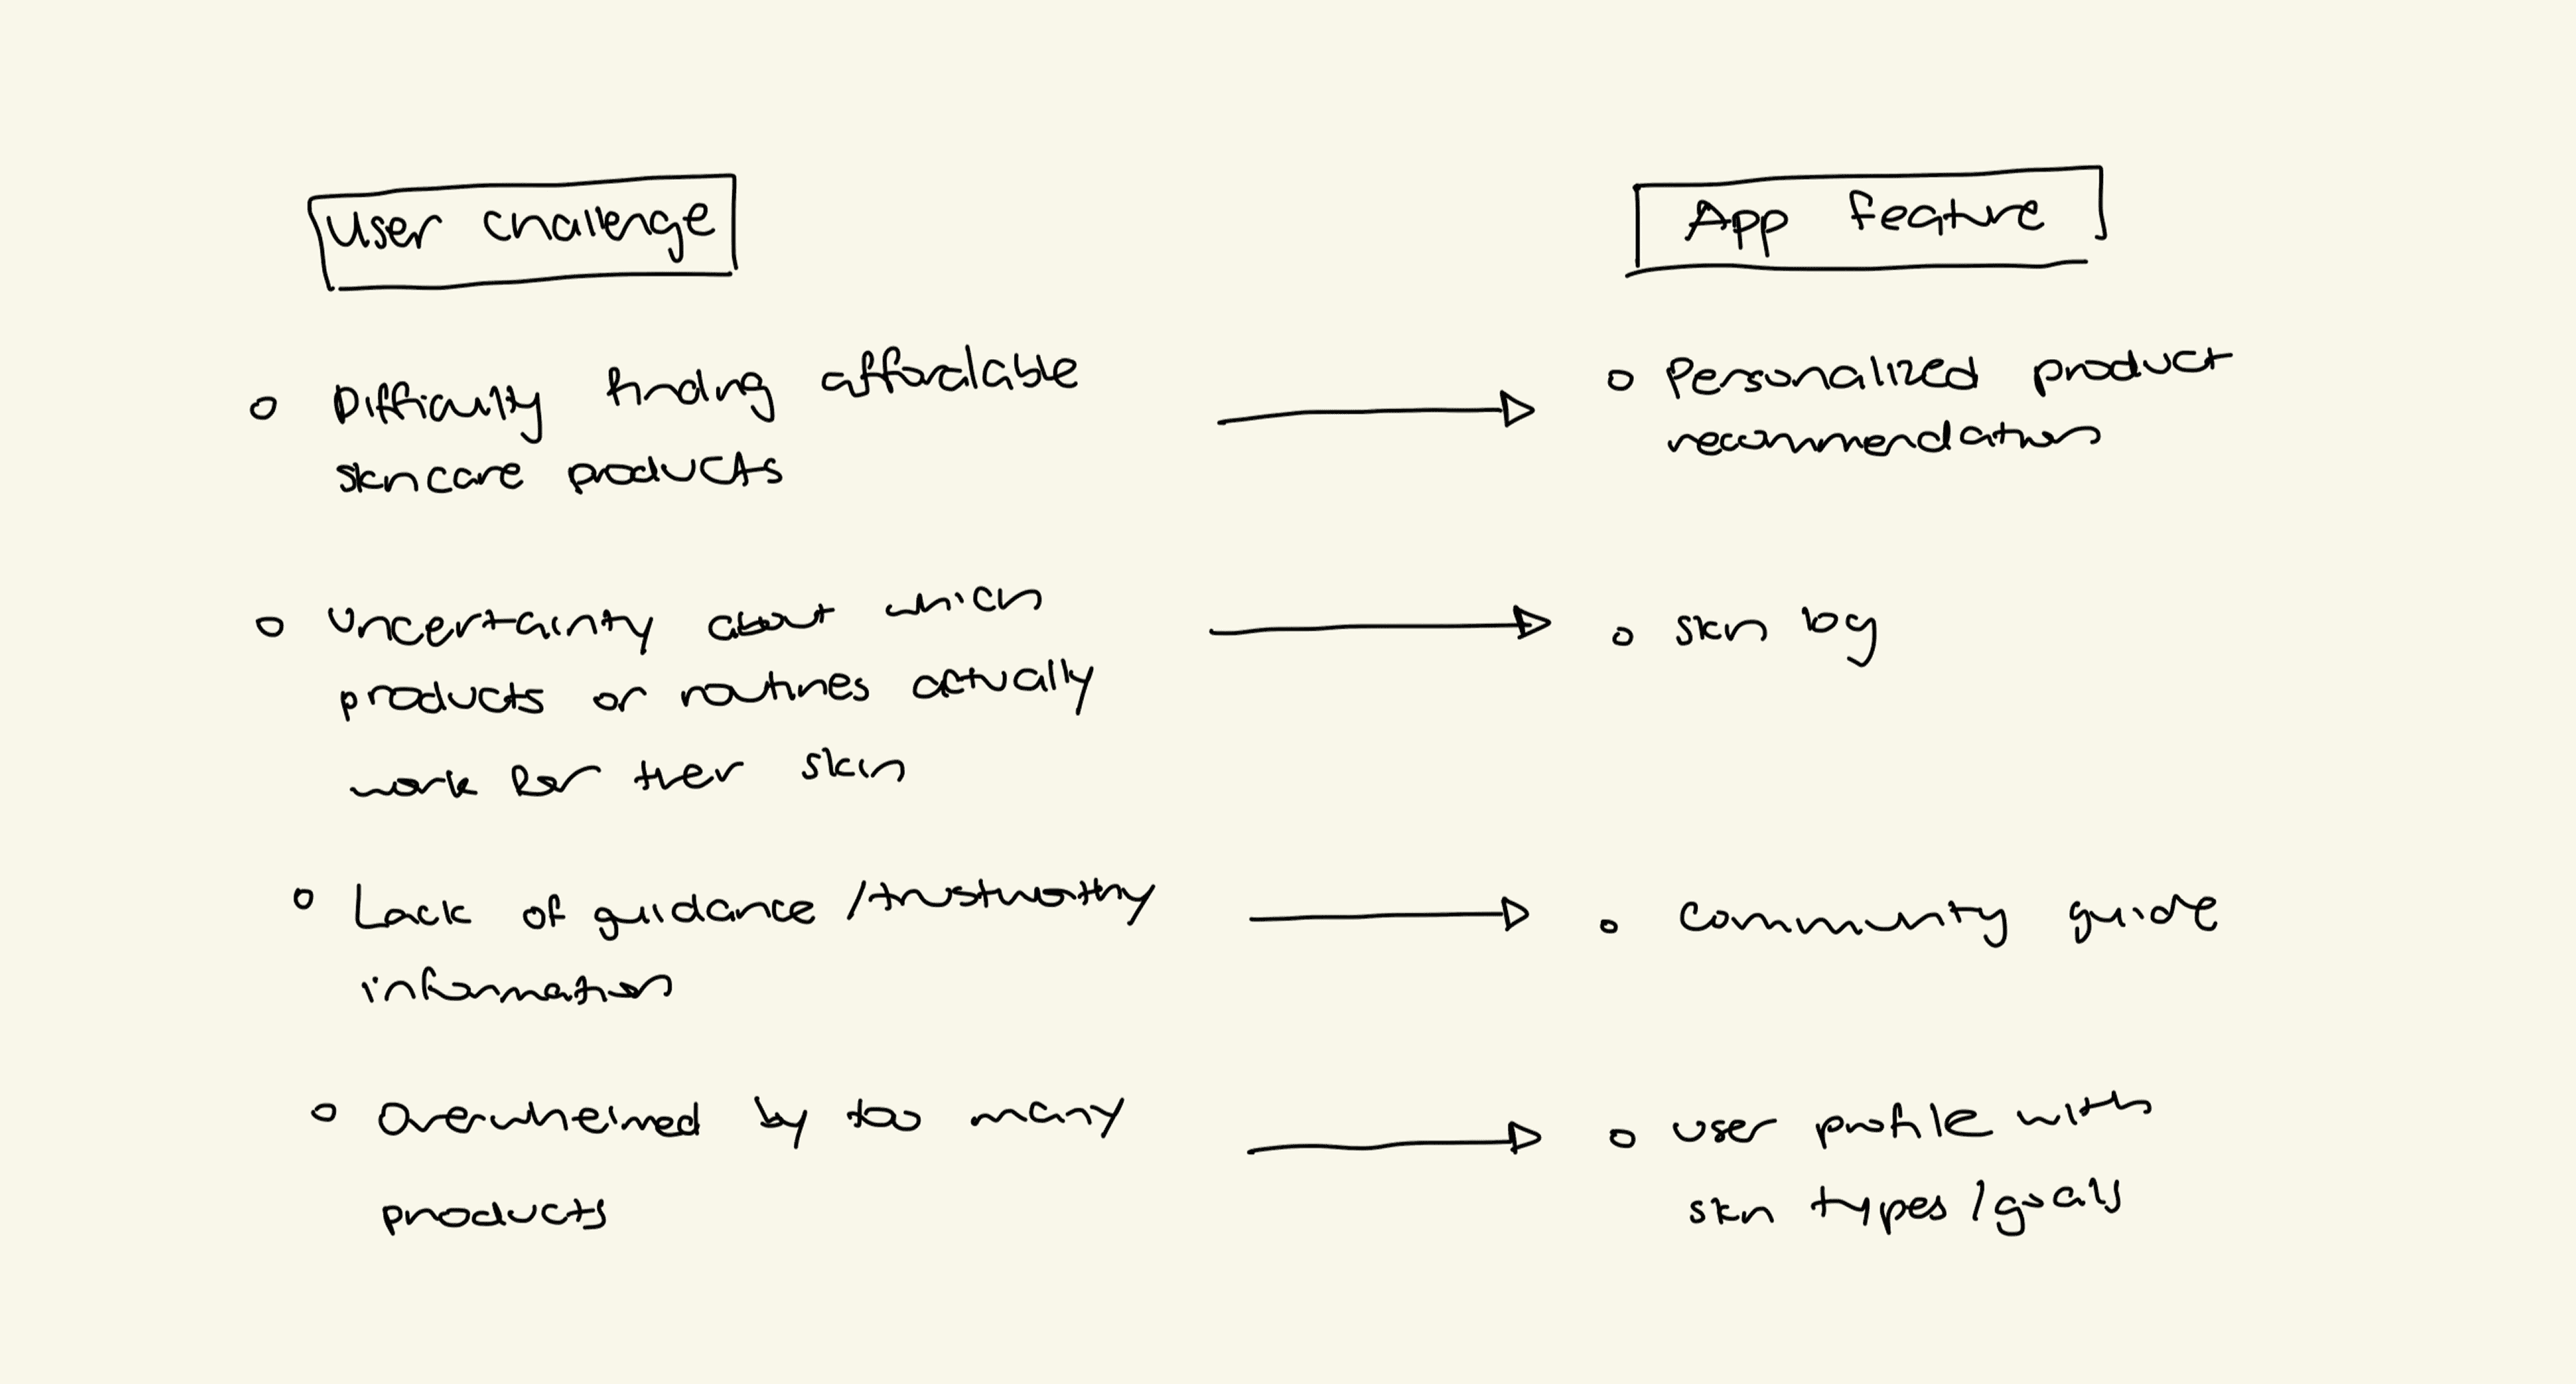 User challenge
App feature
Difficulty finding affordable
skincare products
Personalized product
recommendations
Uncertainty about which
products or routines actually
work for their skin
skin log
Lack of guidance / trustworthy
information
Community guide
Overwhelmed by too many
products
user profile with
skin types / goals